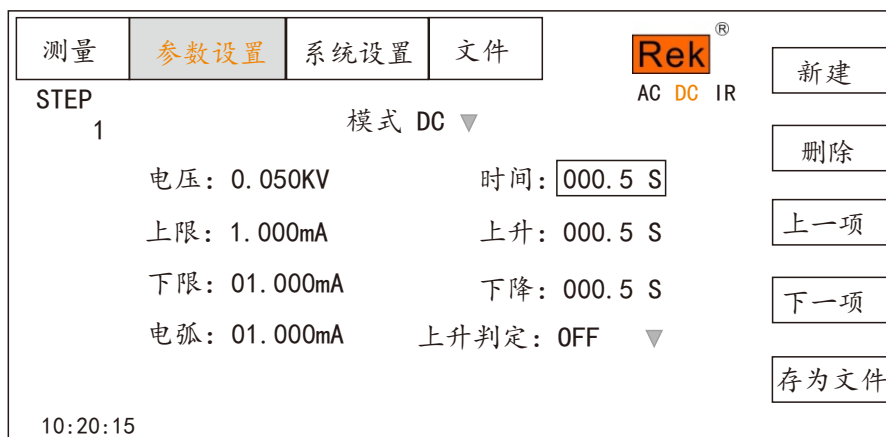 测量 参数设置 系统设置 文件 Rek®
AC DC IR
STEP
1
模式 DC ▼
电压: 0.050KV 时间: 000.5 S
上限: 1.000mA 上升: 000.5 S
下限: 01.000mA 下降: 000.5 S
电弧: 01.000mA 上升判定: OFF ▼
新建
删除
上一项
下一项
存为文件
10:20:15